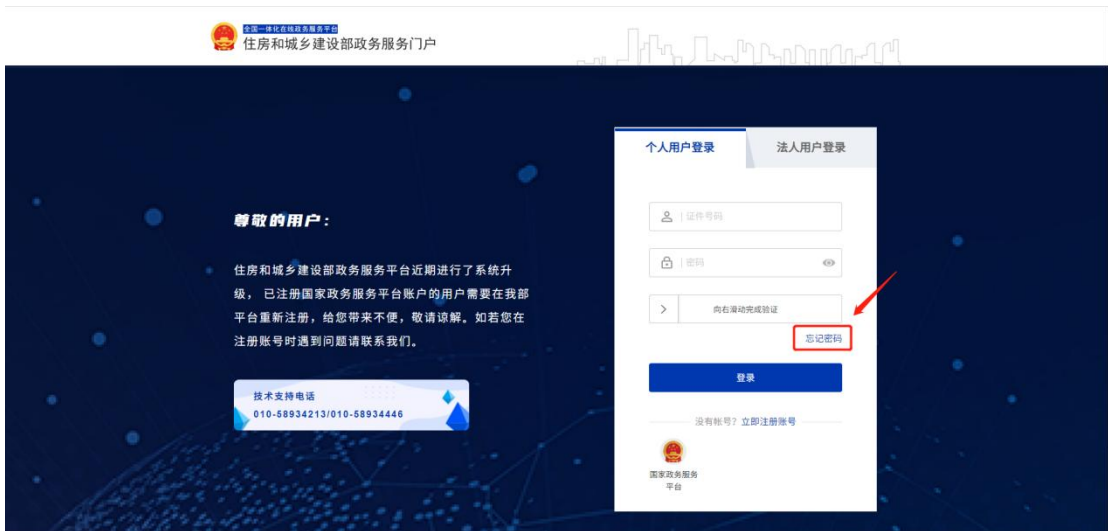 全国一体化在线政务服务平台
住房和城乡建设部政务服务门户
个人用户登录
法人用户登录
尊敬的用户：
住房和城乡建设部政务服务平台近期进行了系统升
级， 已注册国家政务服务平台账户的用户需要在我部
平台重新注册，给您带来不便，敬请谅解。如若您在
注册账号时遇到问题请联系我们。
技术支持电话
010-58934213/010-58934446
证件号码
密码
向右滑动完成验证
忘记密码
登录
没有帐号? 立即注册账号
国家政务服务
平台